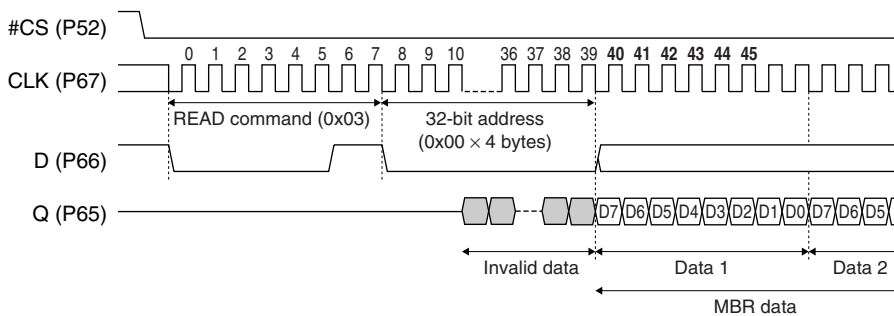 #CS (P52)
0 1 2 3 4 5 6 7 8 9 10 36 37 38 39 40 41 42 43 44 45
CLK (P67)
READ command (0x03)
32-bit address
(0x00 × 4 bytes)
D (P66)
Q (P65)
D7 D6 D5 D4 D3 D2 D1 D0 D7 D6 D5
Invalid data
Data 1
Data 2
MBR data